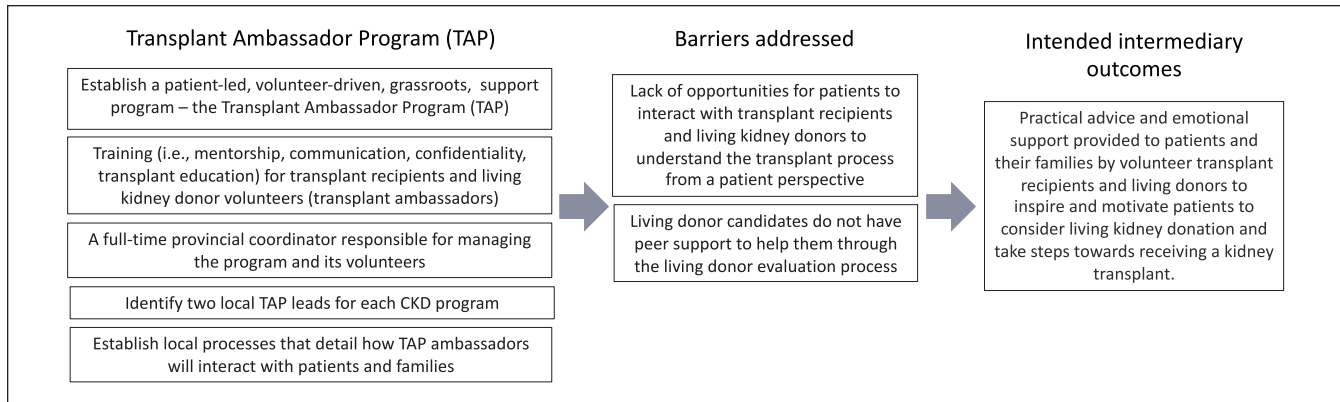 Transplant Ambassador Program (TAP)
Establish a patient-led, volunteer-driven, grassroots, support
program – the Transplant Ambassador Program (TAP)
Training (i.e., mentorship, communication, confidentiality,
transplant education) for transplant recipients and living
kidney donor volunteers (transplant ambassadors)
A full-time provincial coordinator responsible for managing
the program and its volunteers
Identify two local TAP leads for each CKD program
Establish local processes that detail how TAP ambassadors
will interact with patients and families
Barriers addressed
Lack of opportunities for patients to
interact with transplant recipients
and living kidney donors to
understand the transplant process
from a patient perspective
Living donor candidates do not have
peer support to help them through
the living donor evaluation process
Intended intermediary
outcomes
Practical advice and emotional
support provided to patients and
their families by volunteer transplant
recipients and living donors to
inspire and motivate patients to
consider living kidney donation and
take steps towards receiving a kidney
transplant.